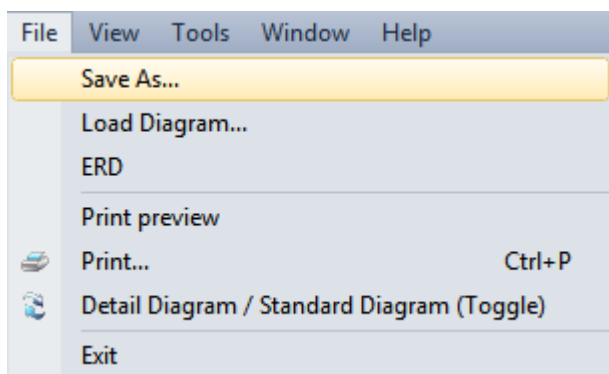 File View Tools Window Help
Save As...
Load Diagram...
ERD
Print preview
Print... Ctrl+P
Detail Diagram / Standard Diagram (Toggle)
Exit